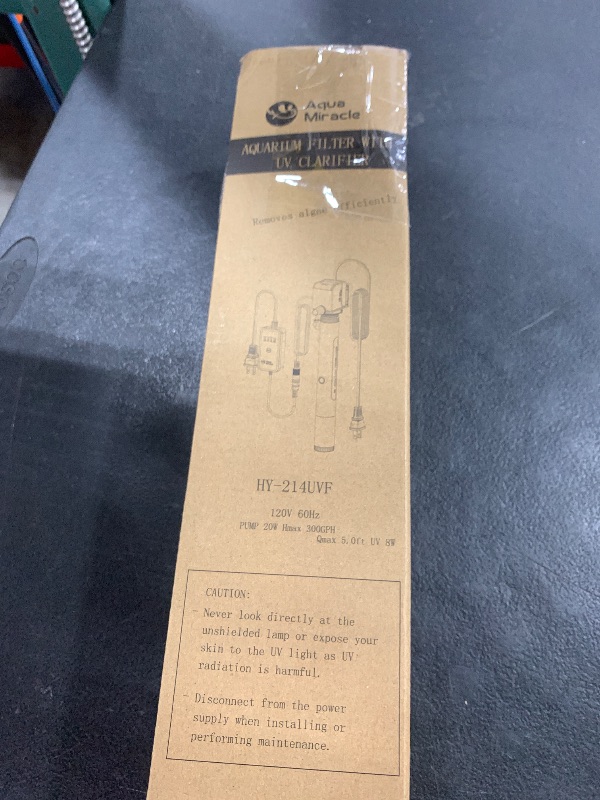 Aqua
Miracle
AQUARIUM FILTER WITH
UV CLARIFIER
Removes algae efficiently
HY-214UVF
120V 60Hz
PUMP 20W Hmax 300GPH
Qmax 5.0ft UV 8W
CAUTION:
- Never look directly at the
unshielded lamp or expose your
skin to the UV light as UV
radiation is harmful.
- Disconnect from the power
supply when installing or
performing maintenance.